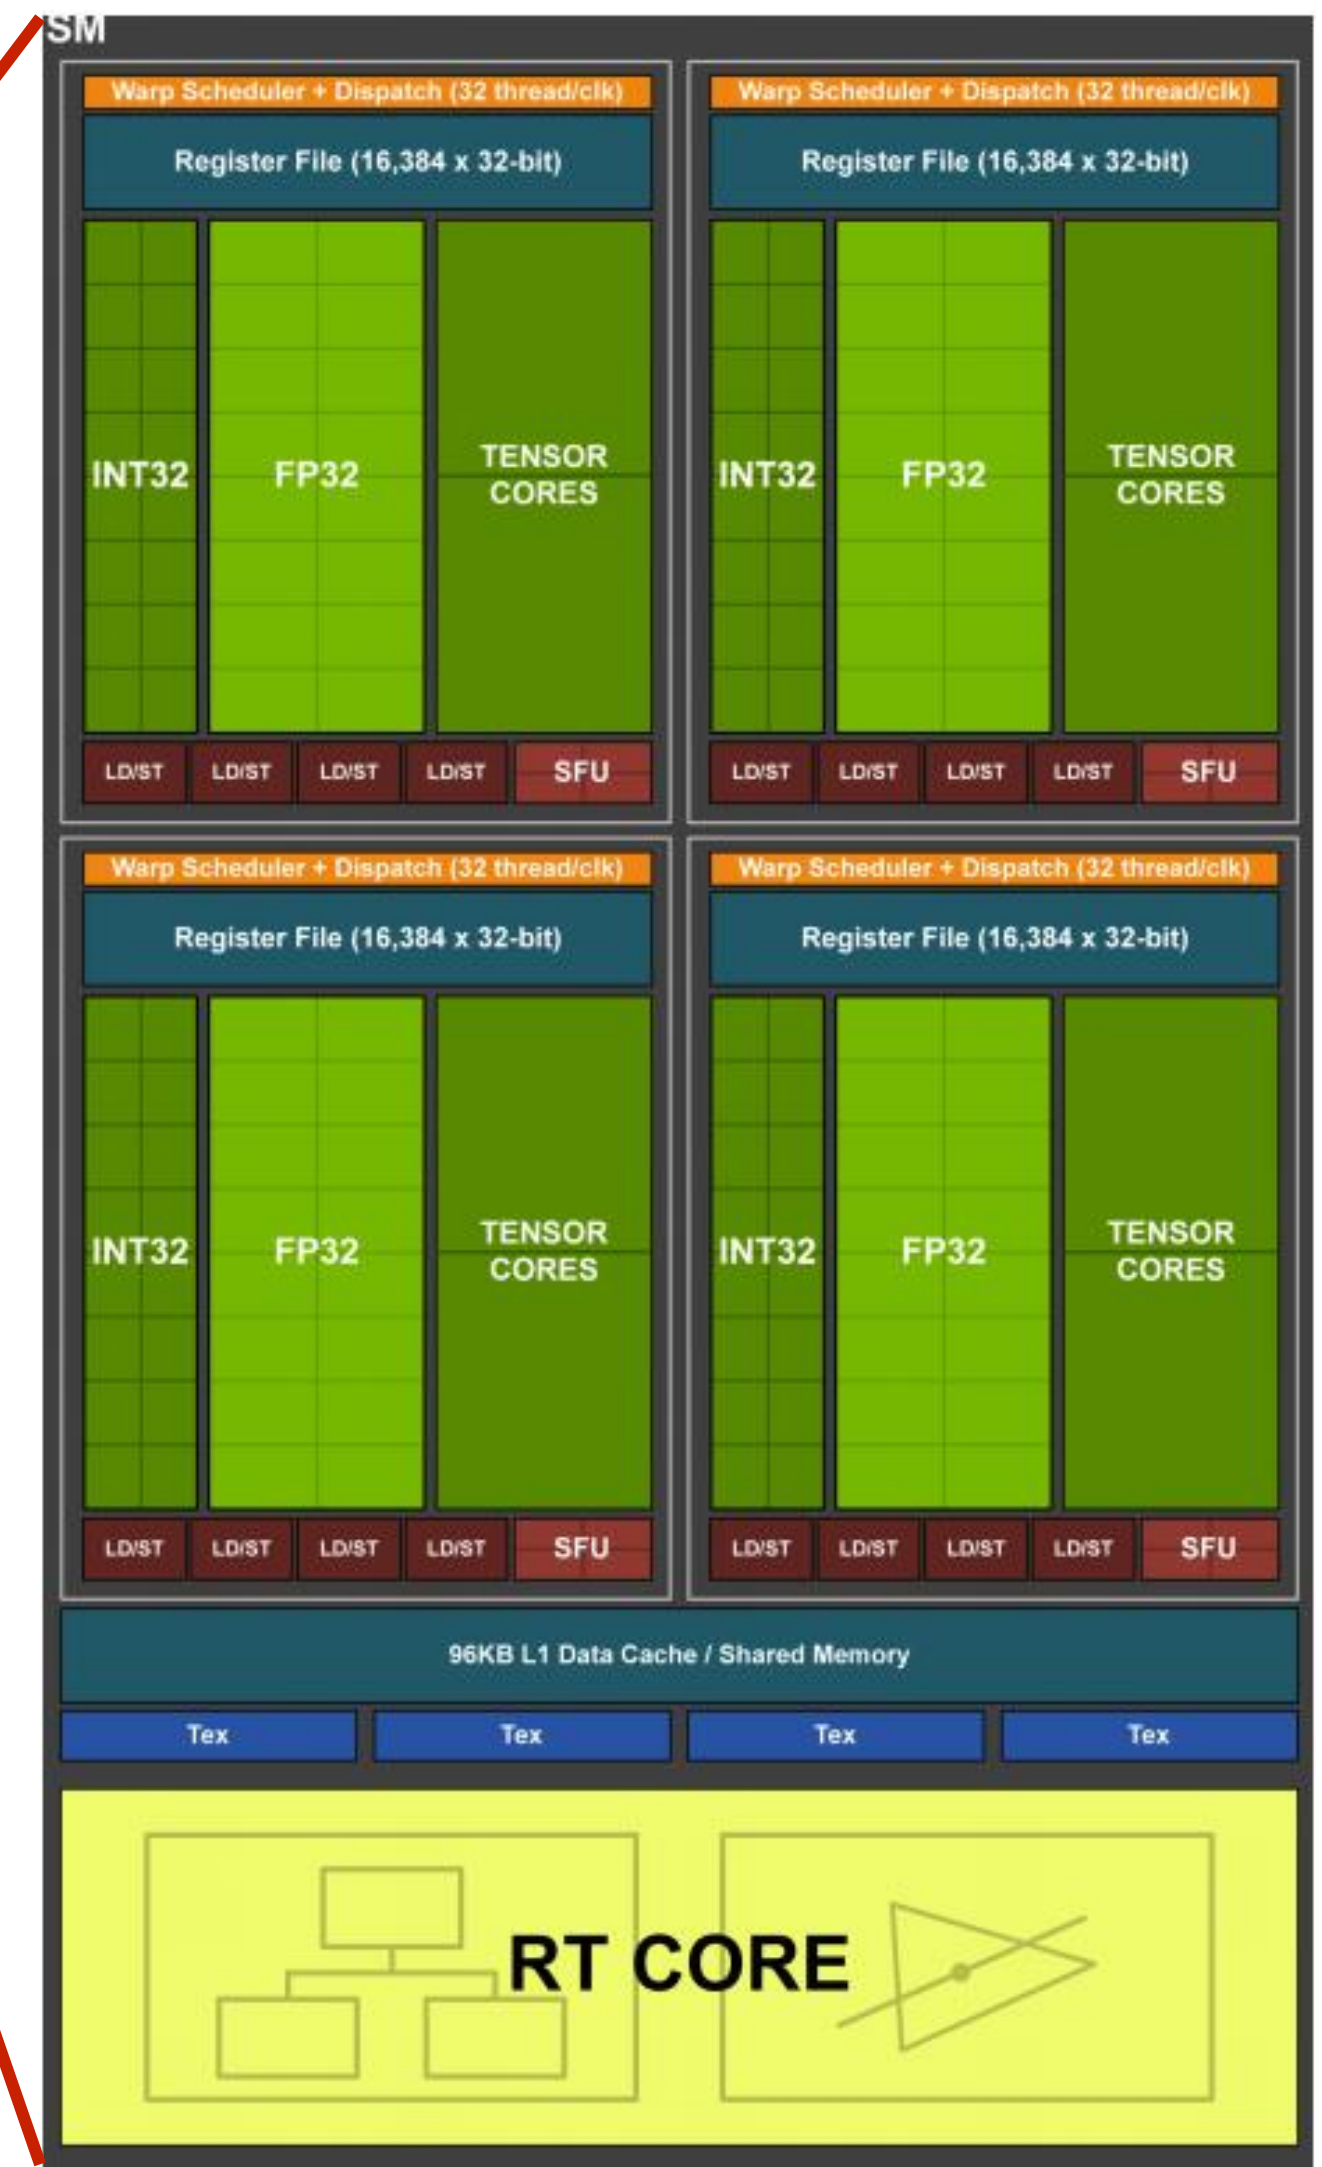 SM
Warp Scheduler + Dispatch (32 thread/clk)
Register File (16,384 x 32-bit)
INT32
FP32
TENSOR
CORES
LD/ST
LD/ST
LD/ST
LD/ST
SFU
Warp Scheduler + Dispatch (32 thread/clk)
Register File (16,384 x 32-bit)
INT32
FP32
TENSOR
CORES
LD/ST
LD/ST
LD/ST
LD/ST
SFU
Warp Scheduler + Dispatch (32 thread/clk)
Register File (16,384 x 32-bit)
INT32
FP32
TENSOR
CORES
LD/ST
LD/ST
LD/ST
LD/ST
SFU
Warp Scheduler + Dispatch (32 thread/clk)
Register File (16,384 x 32-bit)
INT32
FP32
TENSOR
CORES
LD/ST
LD/ST
LD/ST
LD/ST
SFU
96KB L1 Data Cache / Shared Memory
Tex
Tex
Tex
Tex
RT CORE